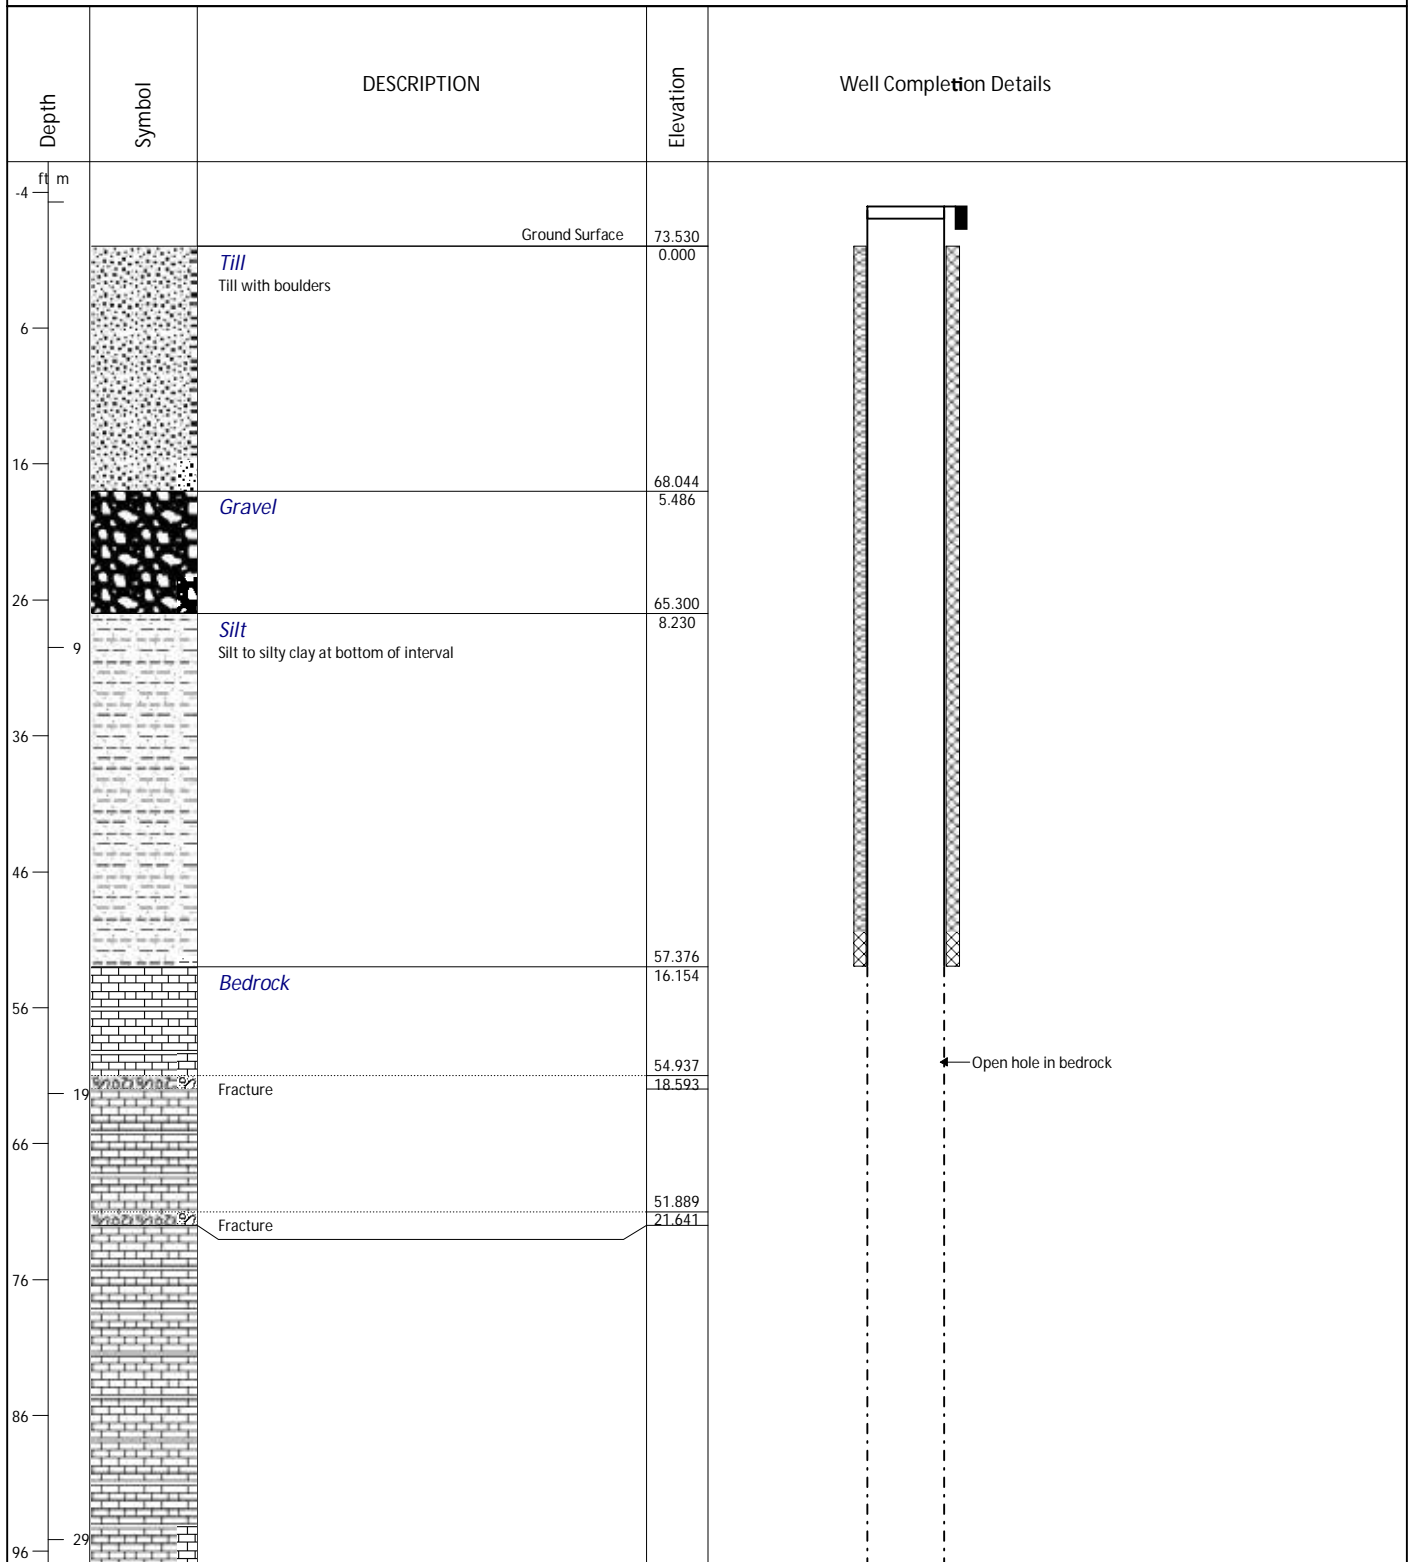 Depth
Symbol
DESCRIPTION
Elevation
Well Completion Details
ft m
-4
Ground Surface
73.530
0.000
Till
Till with boulders
6
16
68.044
5.486
Gravel
26
65.300
8.230
Silt
Silt to silty clay at bottom of interval
9
36
46
57.376
16.154
Bedrock
56
54.937
Open hole in bedrock
18.593
Fracture
19
66
51.889
21.641
Fracture
76
86
29
96